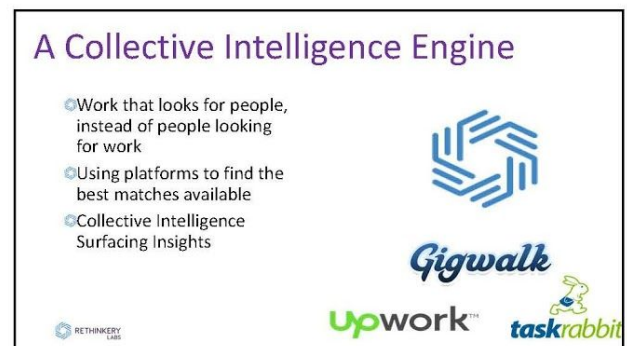 A Collective Intelligence Engine
Work that looks for people,
instead of people looking
for work
Using platforms to find the
best matches available
Collective Intelligence
Surfacing Insights
Gigwalk
upwork™
taskrabbit
RETHINKERY
LABS